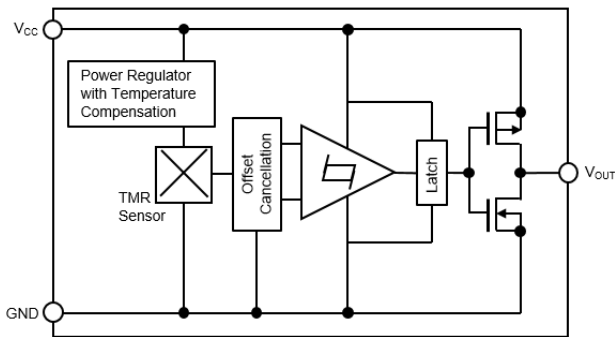 VCC
Power Regulator
with Temperature
Compensation
TMR
Sensor
Offset
Cancellation
Latch
VOUT
GND